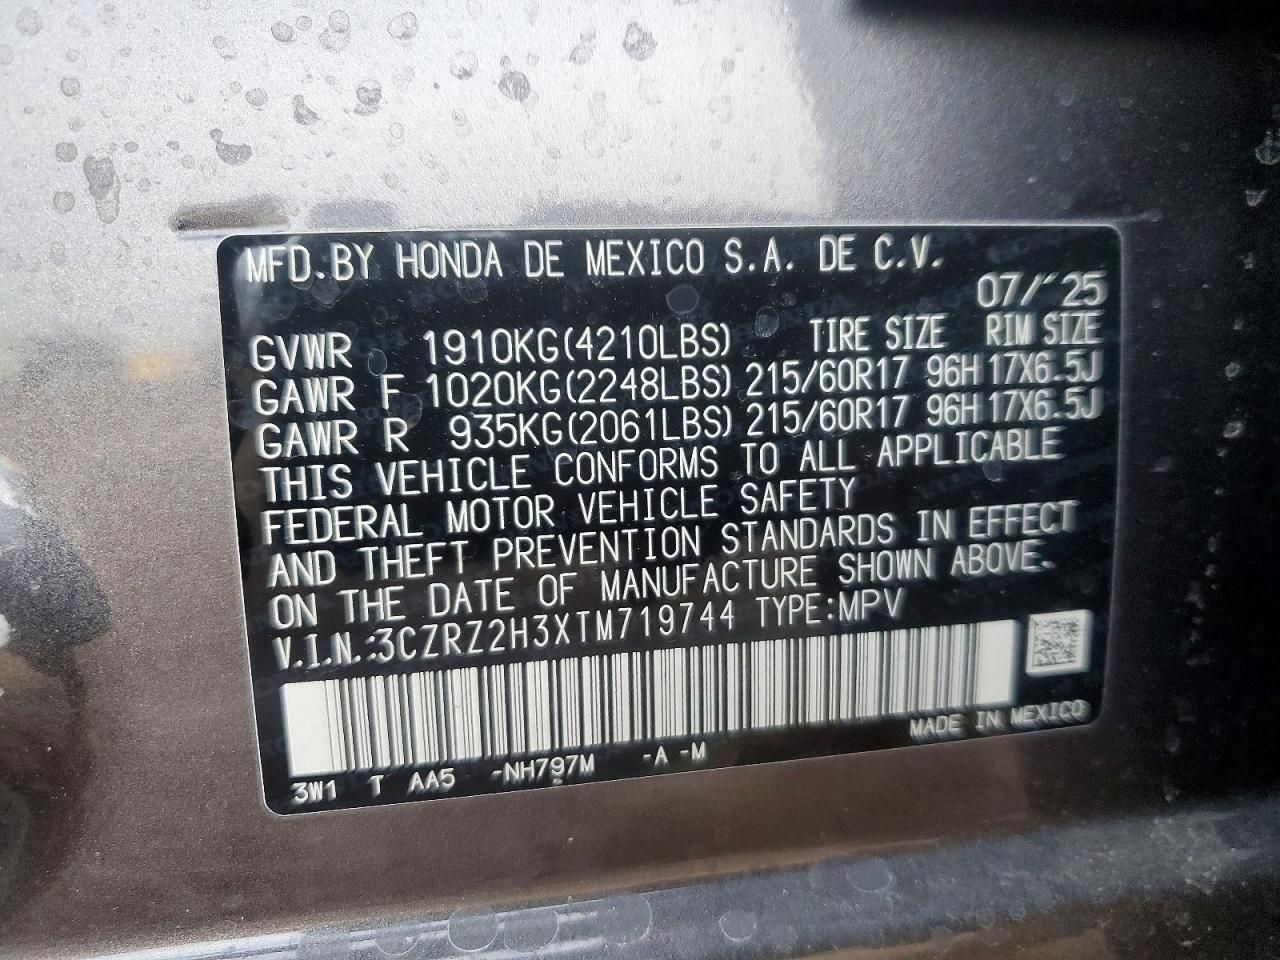 MFD.BY HONDA DE MEXICO S.A. DE C.V.
07/'25
GVWR 1910KG(4210LBS) TIRE SIZE RIM SIZE
GAWR F 1020KG(2248LBS) 215/60R17 96H 17X6.5J
GAWR R 935KG(2061LBS) 215/60R17 96H 17X6.5J
THIS VEHICLE CONFORMS TO ALL APPLICABLE
FEDERAL MOTOR VEHICLE SAFETY
AND THEFT PREVENTION STANDARDS IN EFFECT
ON THE DATE OF MANUFACTURE SHOWN ABOVE.
V.I.N.:3CZRZ2H3XTM719744 TYPE:MPV
MADE IN MEXICO
3W1 T AA5 -NH797M -A -M